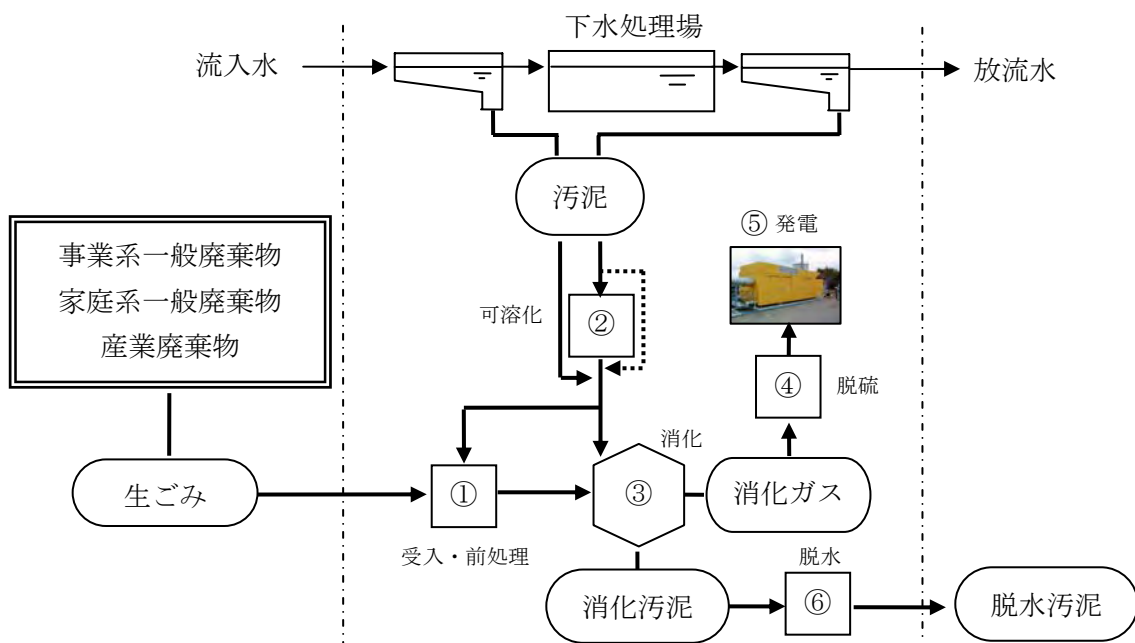 下水処理場
流入水
放流水
汚泥
事業系一般廃棄物
家庭系一般廃棄物
産業廃棄物
⑤ 発電
可溶化
②
④
脱硫
消化
生ごみ
①
③
消化ガス
受入・前処理
脱水
消化汚泥
⑥
脱水汚泥